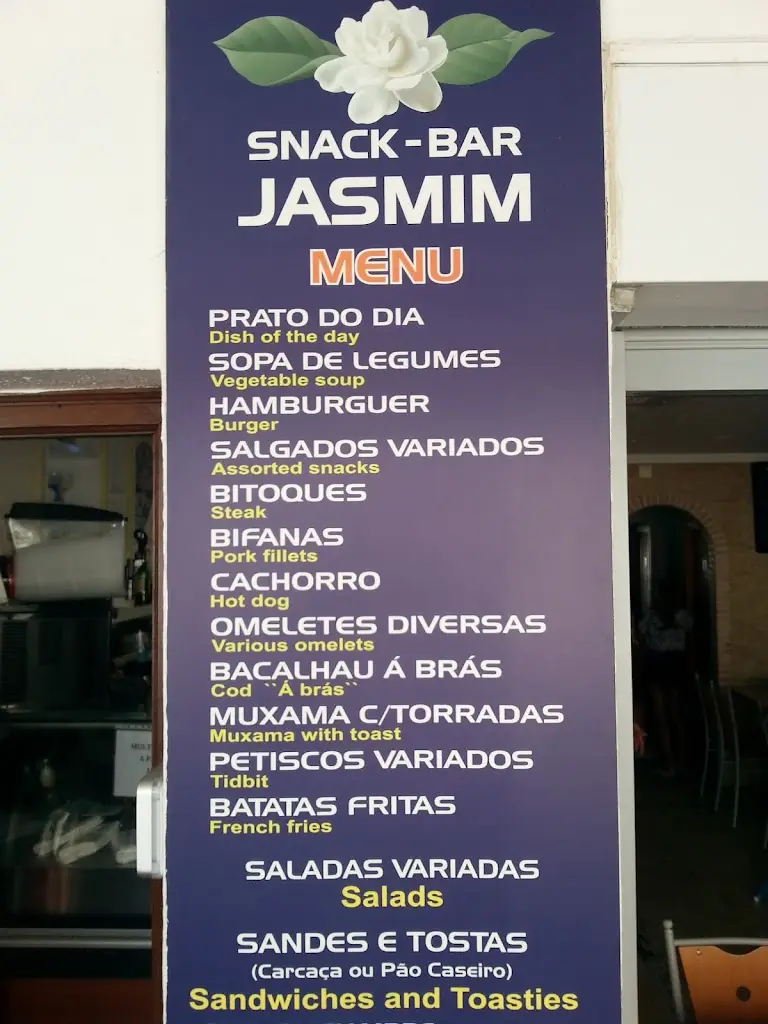 SNACK-BAR
JASMIM
MENU
PRATO DO DIA
Dish of the day
SOPA DE LEGUMES
Vegetable soup
HAMBURGUER
Burger
SALGADOS VARIADOS
Assorted snacks
BITOQUES
Steak
BIFANAS
Pork fillets
CACHORRO
Hot dog
OMELETES DIVERSAS
Various omelets
BACALHAU Á BRÁS
Cod ``Á brás``
MUXAMA C/TORRADAS
Muxama with toast
PETISCOS VARIADOS
Tidbit
BATATAS FRITAS
French fries
SALADAS VARIADAS
Salads
SANDES E TOSTAS
(Carcaça ou Pão Caseiro)
Sandwiches and Toasties